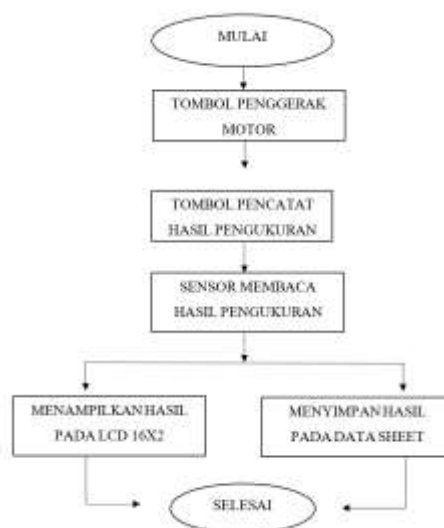 MULAI
TOMBOL PENGGERAK
MOTOR
TOMBOL PENCATAT
HASIL PENGUKURAN
SENSOR MEMBACA
HASIL PENGUKURAN
MENAMPILKAN HASIL
PADA LCD 16X2
MENYIMPAN HASIL
PADA DATA SHEET
SELESAI